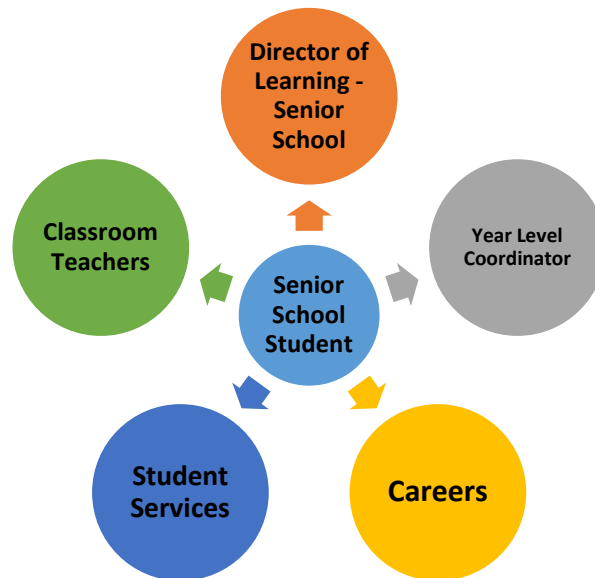 Director of
Learning -
Senior
School
Classroom
Teachers
Year Level
Coordinator
Senior
School
Student
Student
Services
Careers